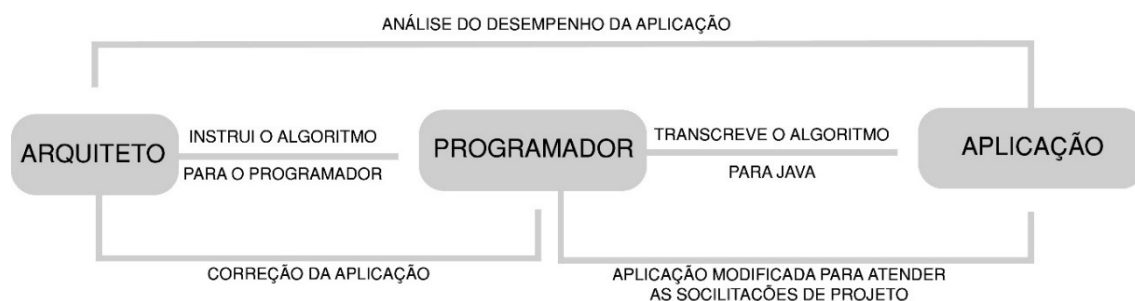 ANÁLISE DO DESEMPENHO DA APLICAÇÃO
ARQUITETO
INSTRUI O ALGORITMO
PARA O PROGRAMADOR
PROGRAMADOR
TRANSCREVE O ALGORITMO
PARA JAVA
APLICAÇÃO
CORREÇÃO DA APLICAÇÃO
APLICAÇÃO MODIFICADA PARA ATENDER
AS SOCILITACÕES DE PROJETO